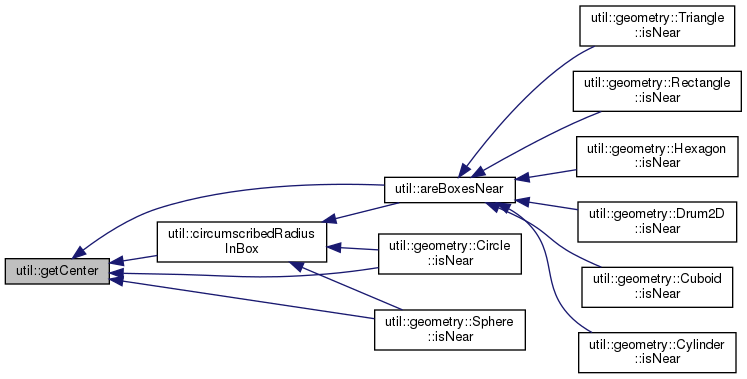 util::geometry::Triangle
::isNear
util::geometry::Rectangle
::isNear
util::geometry::Hexagon
::isNear
util::areBoxesNear
util::geometry::Drum2D
::isNear
util::circumscribedRadius
InBox
util::geometry::Circle
::isNear
util::getCenter
util::geometry::Cuboid
::isNear
util::geometry::Sphere
::isNear
util::geometry::Cylinder
::isNear